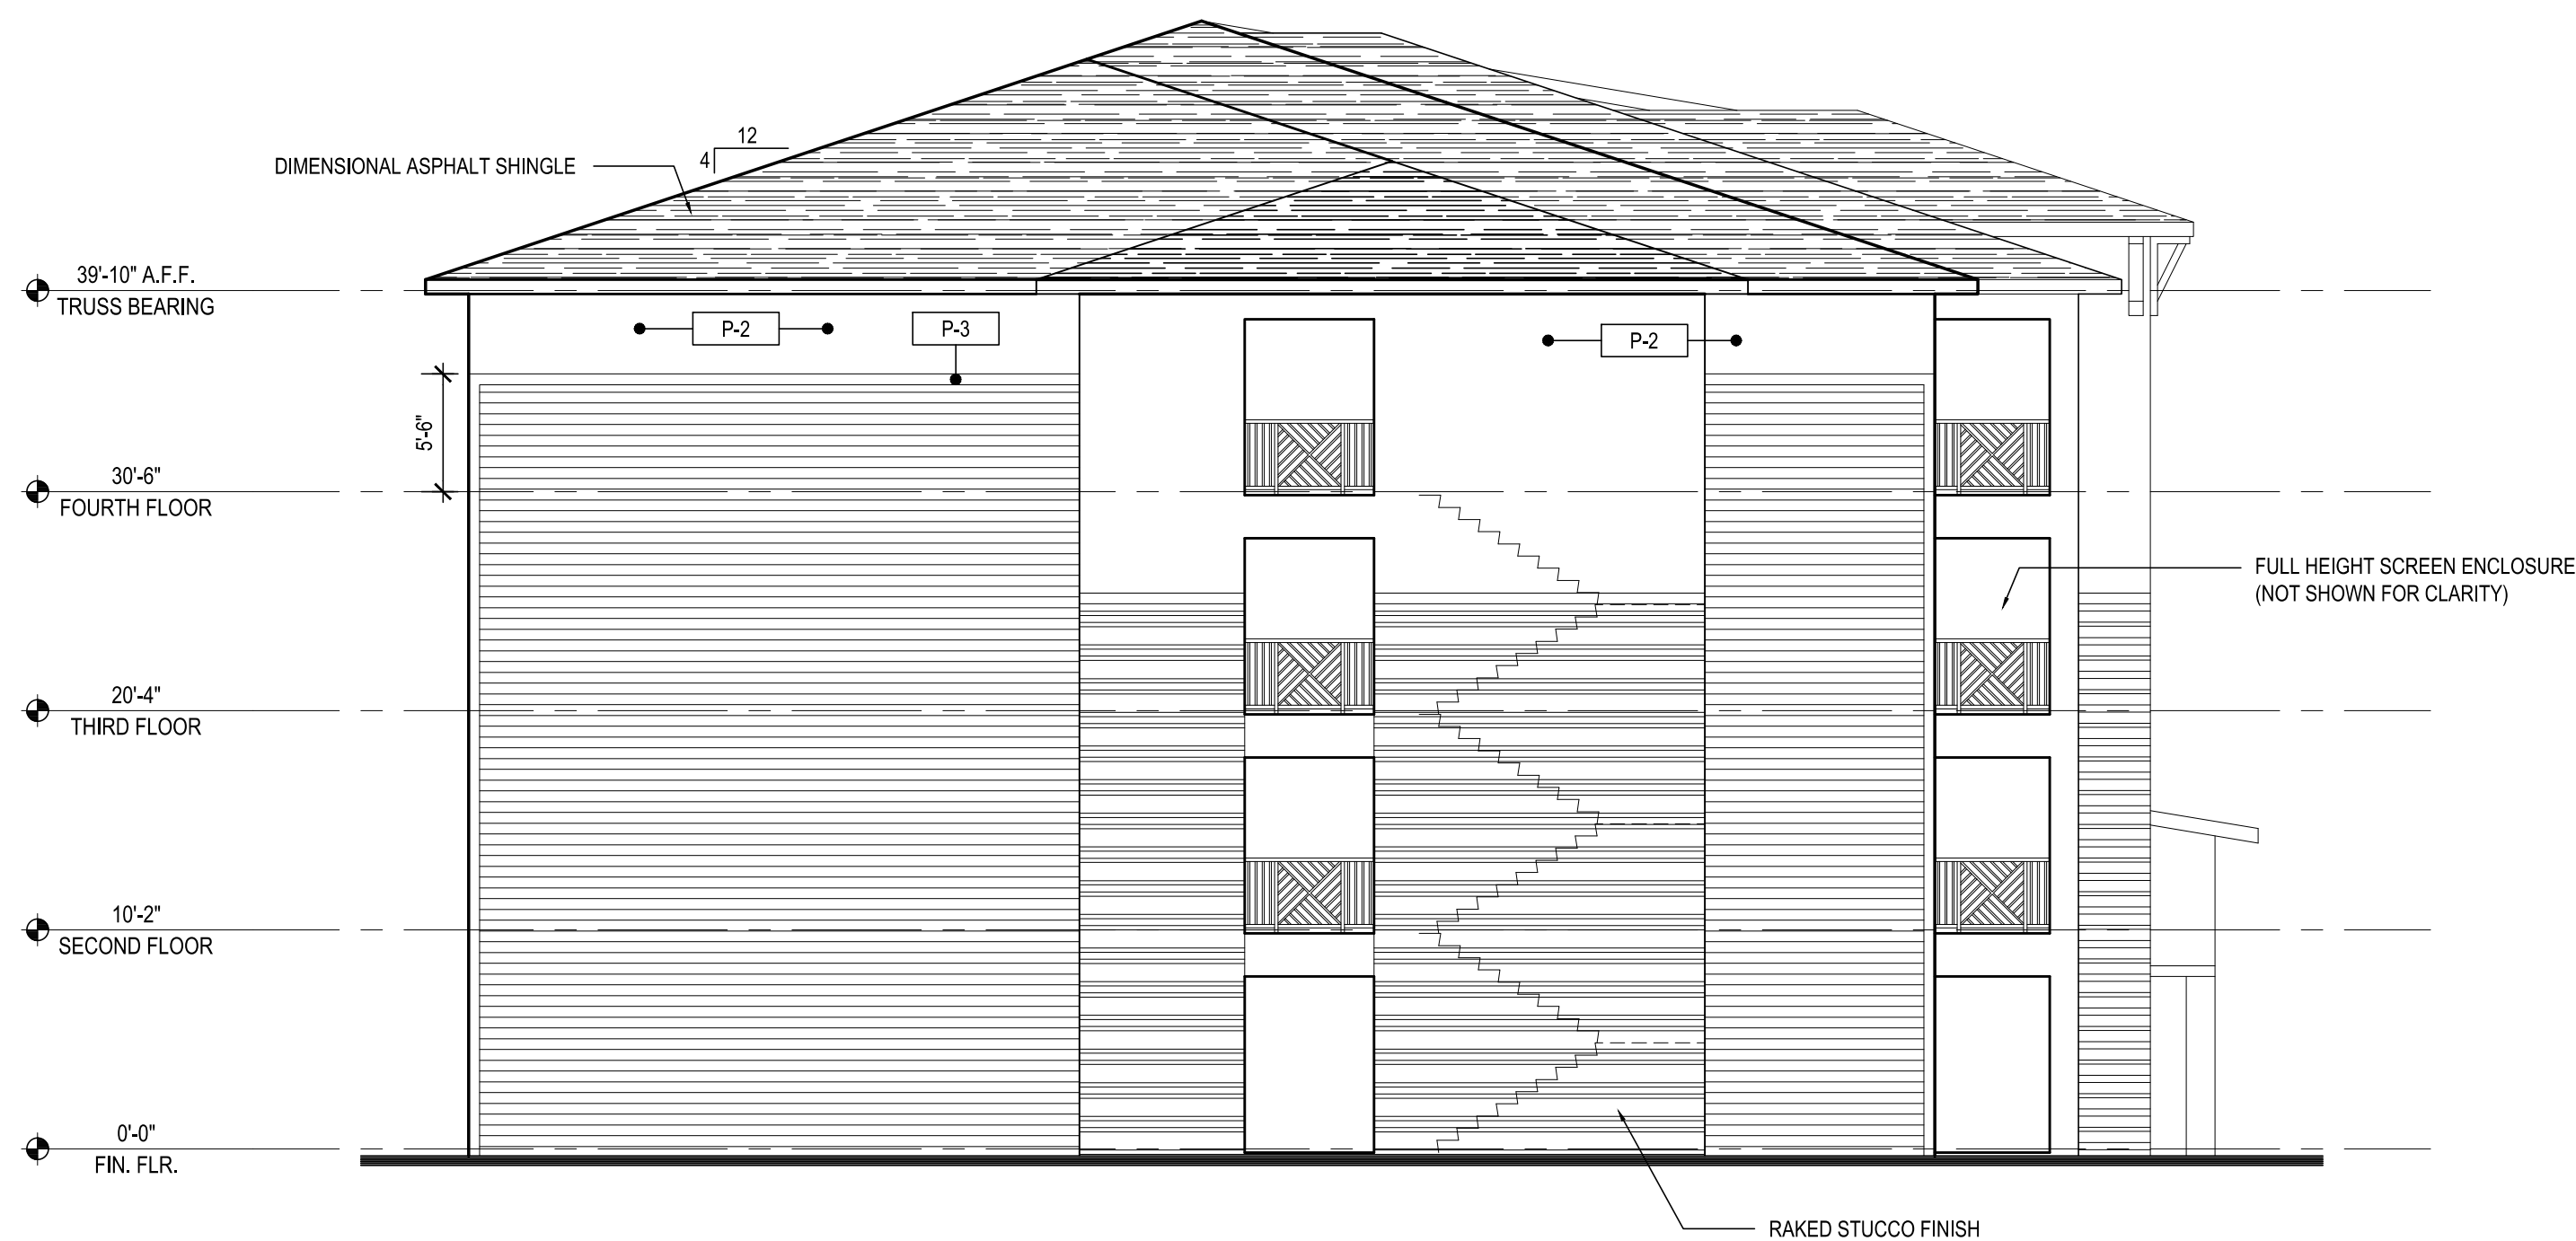 12
4
DIMENSIONAL ASPHALT SHINGLE
39'-10" A.F.F.
TRUSS BEARING
P-2
P-3
P-2
5'-6"
30'-6"
FOURTH FLOOR
FULL HEIGHT SCREEN ENCLOSURE
(NOT SHOWN FOR CLARITY)
20'-4"
THIRD FLOOR
10'-2"
SECOND FLOOR
0'-0"
FIN. FLR.
RAKED STUCCO FINISH